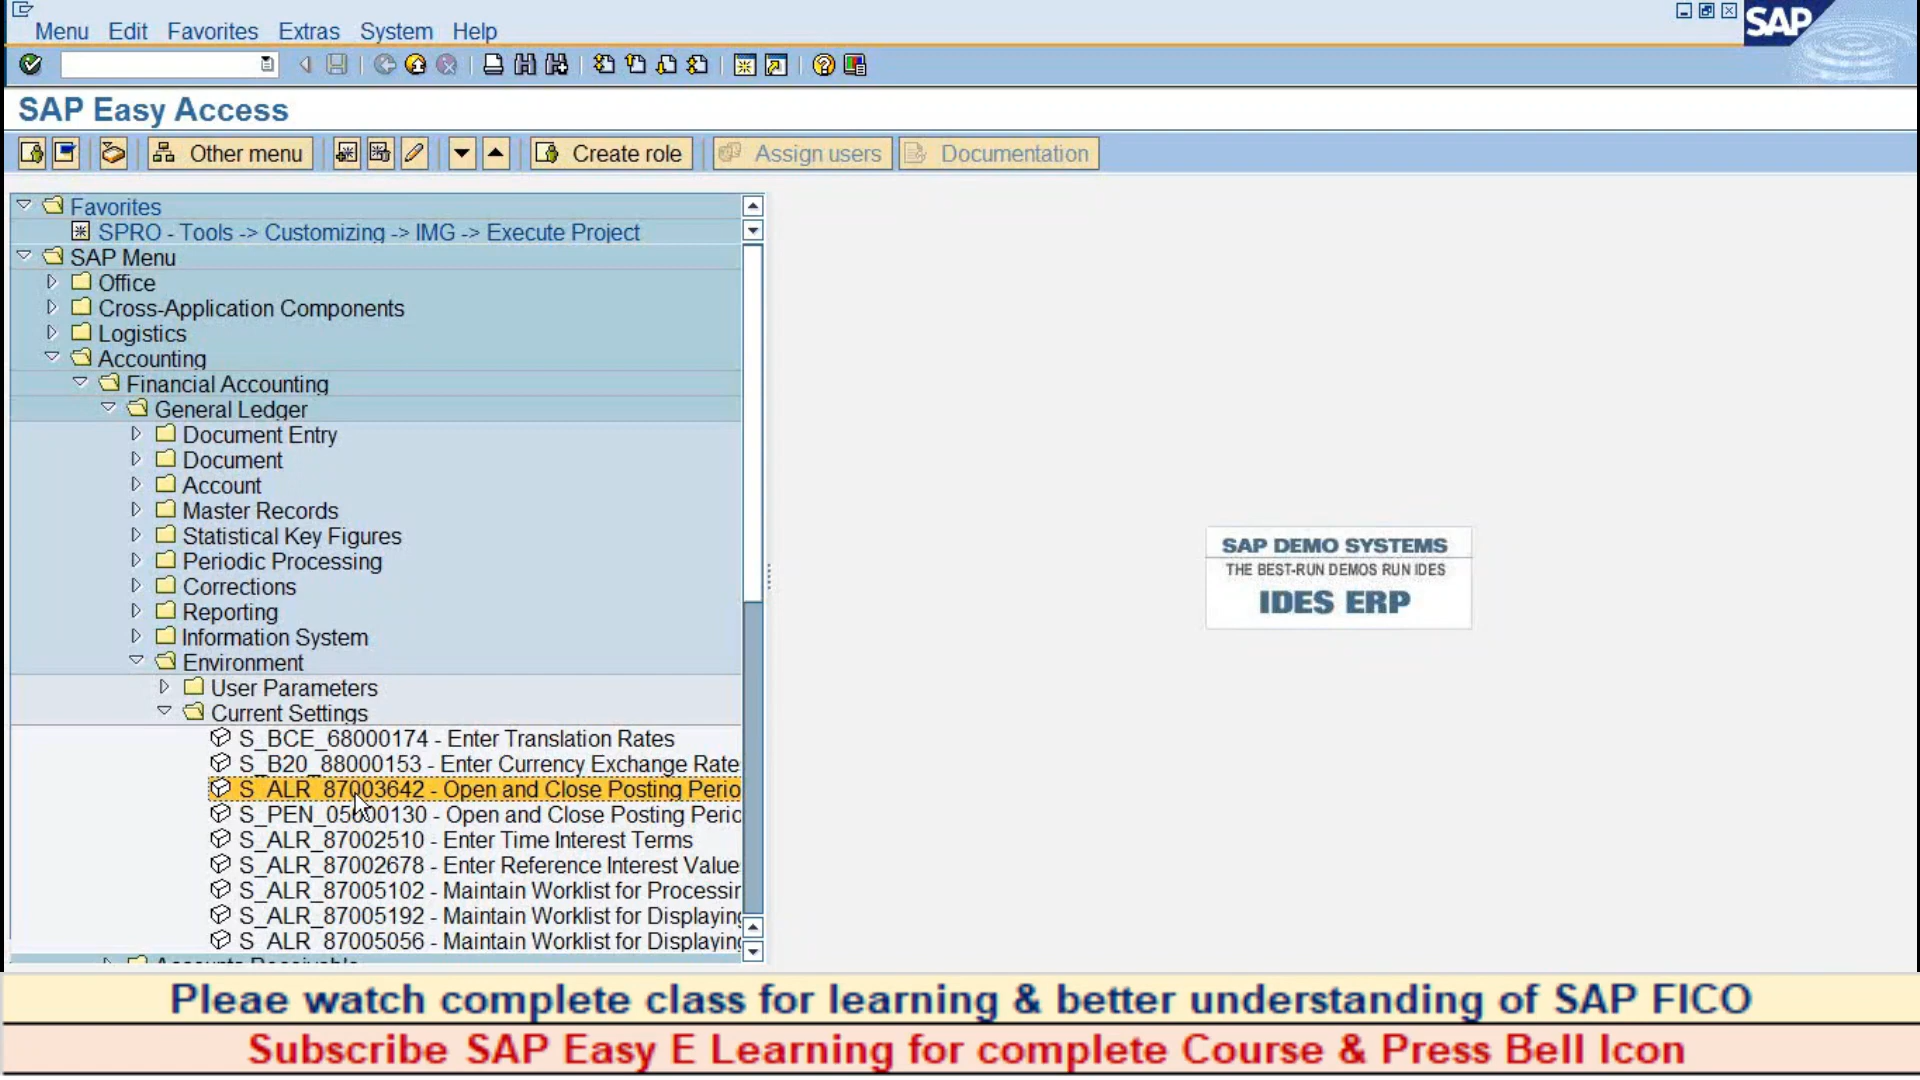 Menu Edit Favorites Extras System Help
SAP
SAP Easy Access
Other menu Create role Assign users Documentation
Favorites
SPRO - Tools -> Customizing -> IMG -> Execute Project
SAP Menu
Office
Cross-Application Components
Logistics
Accounting
Financial Accounting
General Ledger
Document Entry
Document
Account
Master Records
Statistical Key Figures
Periodic Processing
Corrections
Reporting
Information System
Environment
User Parameters
Current Settings
S_BCE_68000174 - Enter Translation Rates
S_B20_88000153 - Enter Currency Exchange Rate
S_ALR_87003642 - Open and Close Posting Perio
S_PEN_05000130 - Open and Close Posting Peric
S_ALR_87002510 - Enter Time Interest Terms
S_ALR_87002678 - Enter Reference Interest Value
S_ALR_87005102 - Maintain Worklist for Processir
S_ALR_87005192 - Maintain Worklist for Displaying
S_ALR_87005056 - Maintain Worklist for Displaying
Accounts Receivable
SAP DEMO SYSTEMS
THE BEST-RUN DEMOS RUN IDES
IDES ERP
Pleae watch complete class for learning & better understanding of SAP FICO
Subscribe SAP Easy E Learning for complete Course & Press Bell Icon